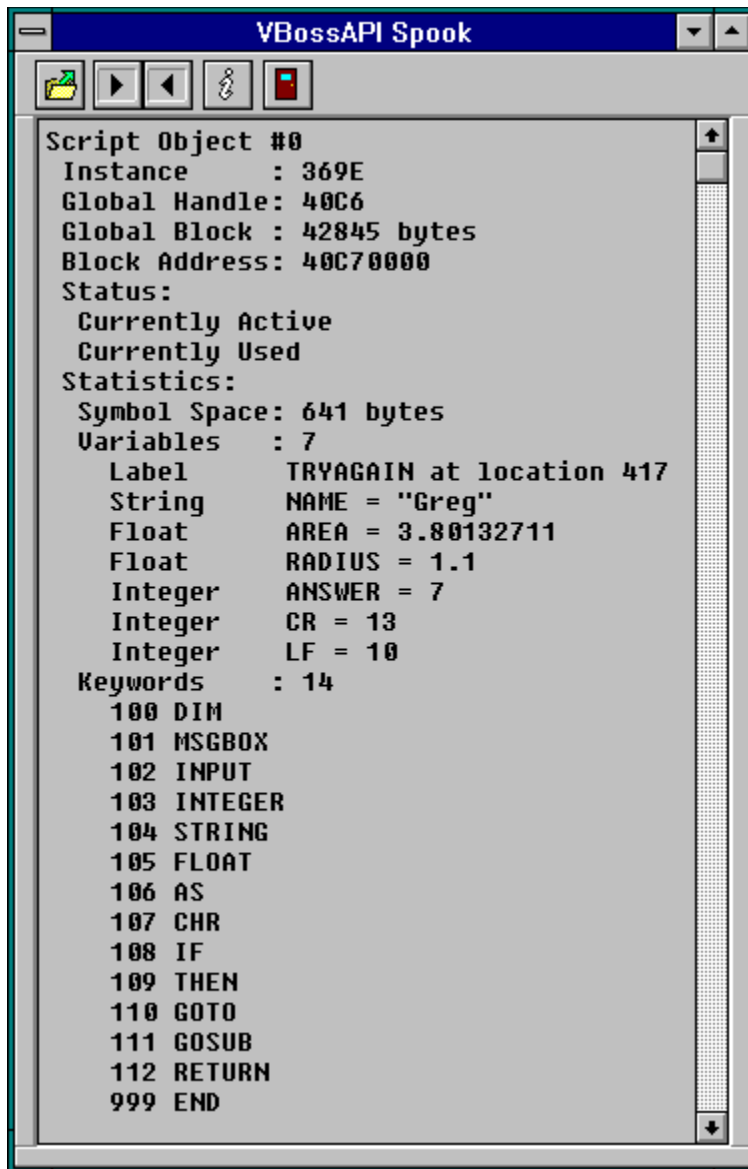 VBossAPI Spook
Script Object #0
Instance     : 369E
Global Handle: 40C6
Global Block : 42845 bytes
Block Address: 40C70000
Status:
Currently Active
Currently Used
Statistics:
Symbol Space: 641 bytes
Variables   : 7
Label      TRYAGAIN at location 417
String     NAME = "Greg"
Float      AREA = 3.80132711
Float      RADIUS = 1.1
Integer    ANSWER = 7
Integer    CR = 13
Integer    LF = 10
Keywords    : 14
100 DIM
101 MSGBOX
102 INPUT
103 INTEGER
104 STRING
105 FLOAT
106 AS
107 CHR
108 IF
109 THEN
110 GOTO
111 GOSUB
112 RETURN
999 END